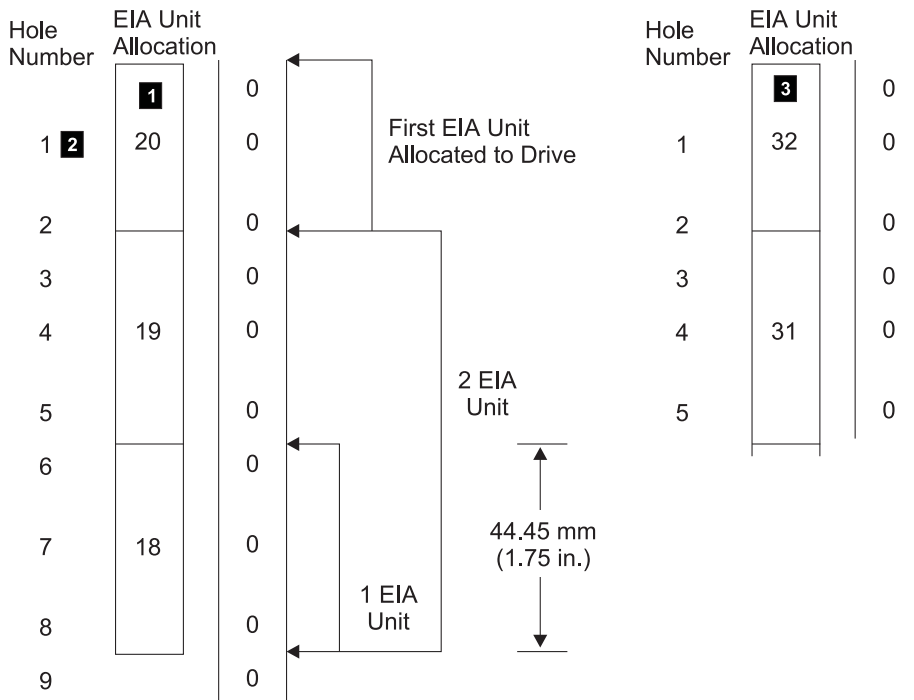 Hole
Number
EIA Unit
Allocation
1
0
1 2 20 0
2 0
3 0
4 19 0
5 0
6 0
7 18 0
8 0
9 0
First EIA Unit
Allocated to Drive
2 EIA
Unit
1 EIA
Unit
44.45 mm
(1.75 in.)
Hole
Number
EIA Unit
Allocation
3
0
1 32 0
2 0
3 0
4 31 0
5 0